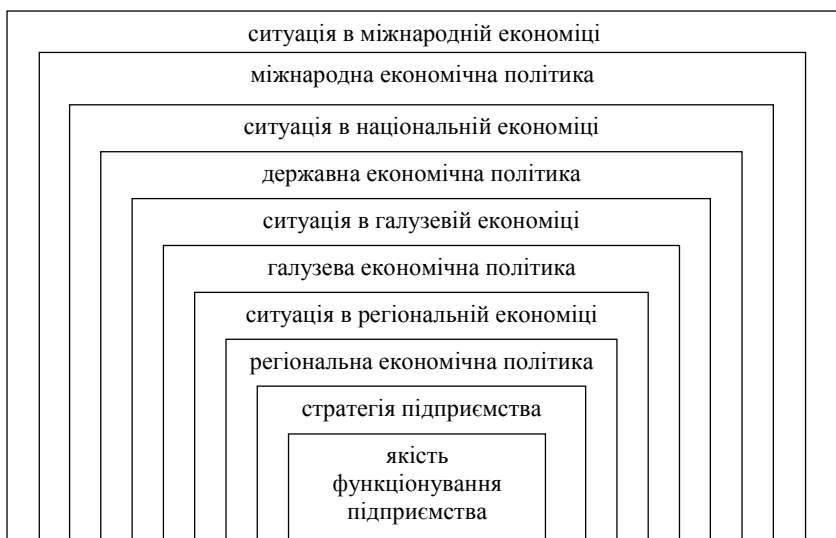 ситуація в міжнародній економіці
міжнародна економічна політика
ситуація в національній економіці
державна економічна політика
ситуація в галузевій економіці
галузева економічна політика
ситуація в регіональній економіці
регіональна економічна політика
стратегія підприємства
якість
функціонування
підприємства